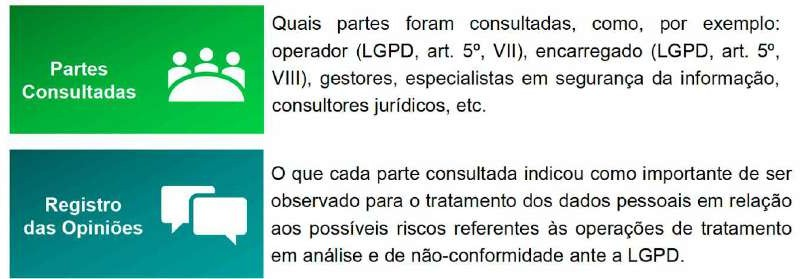 Partes
Consultadas
Quais partes foram consultadas, como, por exemplo:
operador (LGPD, art. 5º, VII), encarregado (LGPD, art. 5º,
VIII), gestores, especialistas em segurança da informação,
consultores jurídicos, etc.
Registro
das Opiniões
O que cada parte consultada indicou como importante de ser
observado para o tratamento dos dados pessoais em relação
aos possíveis riscos referentes às operações de tratamento
em análise e de não-conformidade ante a LGPD.